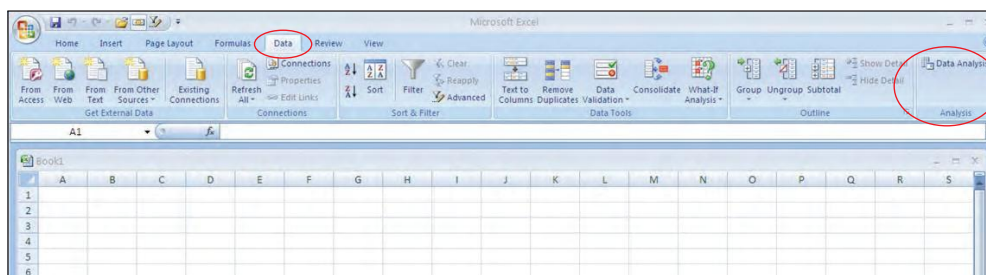 Microsoft Excel
Home Insert Page Layout Formulas Data Review View
From Access
From Web
From Text
From Other Sources
Existing Connections
Get External Data
Refresh All
Connections
Properties
Edit Links
Connections
Sort
Filter
Clear
Reapply
Advanced
Sort & Filter
Text to Columns
Remove Duplicates
Data Validation
Consolidate
What-If Analysis
Data Tools
Group
Ungroup
Subtotal
Show Detail
Hide Detail
Outline
Data Analysis
Analysis
A1 fx
Book1
A B C D E F G H I J K L M N O P Q R S
1
2
3
4
5
6